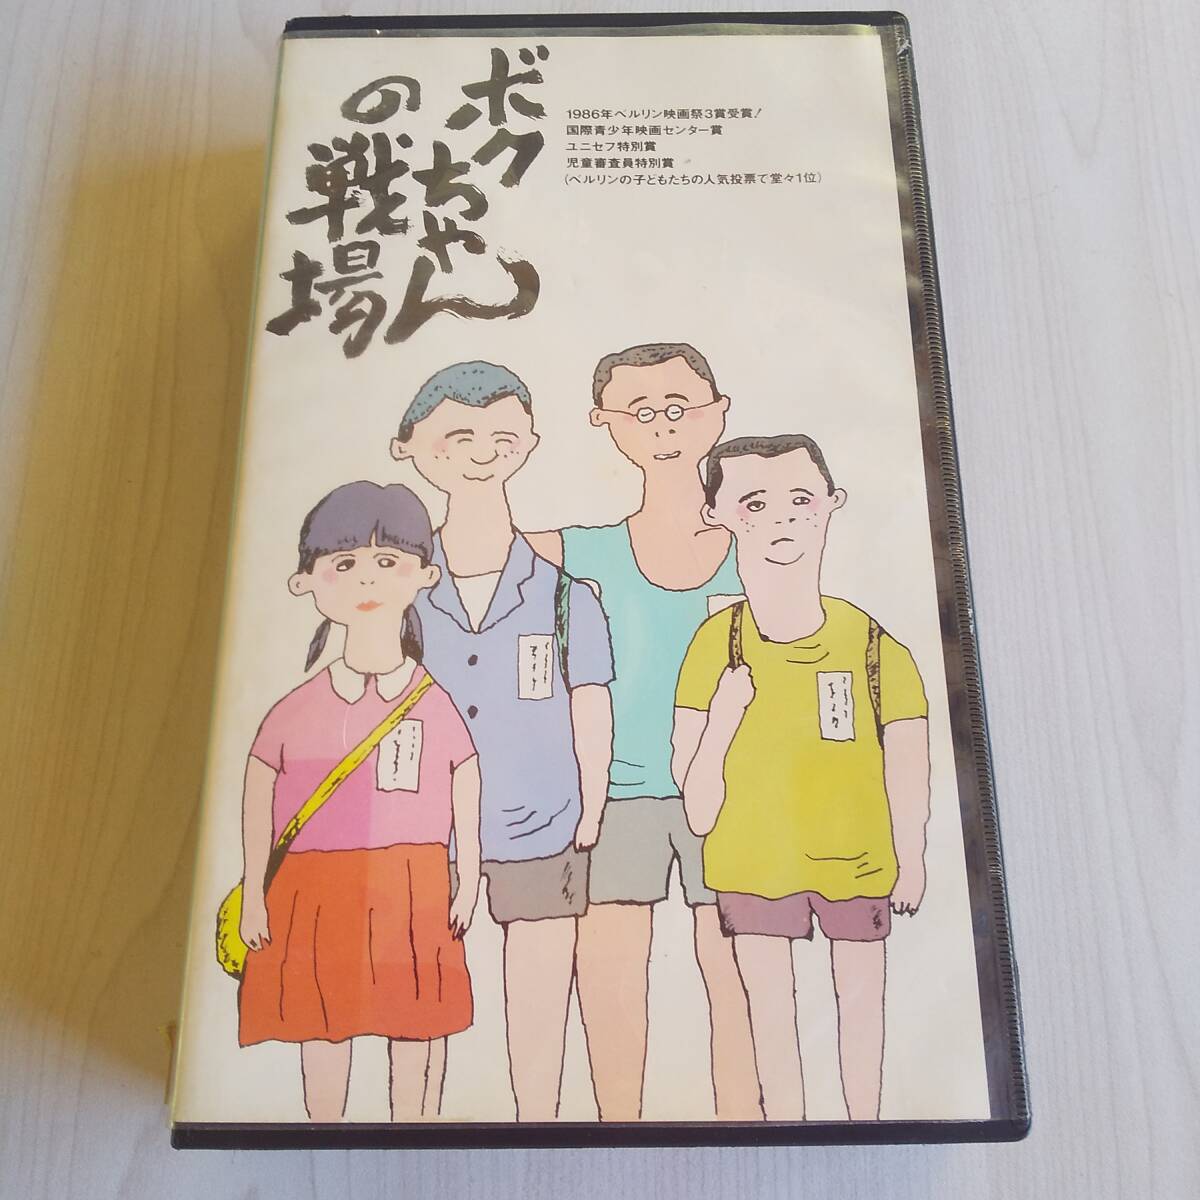 ボクちゃん
の戦場
1986年ベルリン映画祭3賞受賞!
国際青少年映画センター賞
ユニセフ特別賞
児童審査員特別賞
(ベルリンの子どもたちの人気投票で堂々1位)